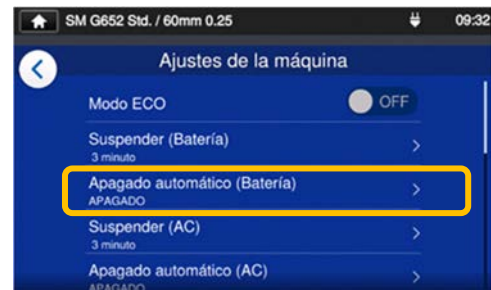 SM G652 Std. / 60mm 0.25 09:32
Ajustes de la máquina
Modo ECO OFF
Suspender (Batería)
3 minuto
Apagado automático (Batería)
APAGADO
Suspender (AC)
3 minuto
Apagado automático (AC)
APAGADO